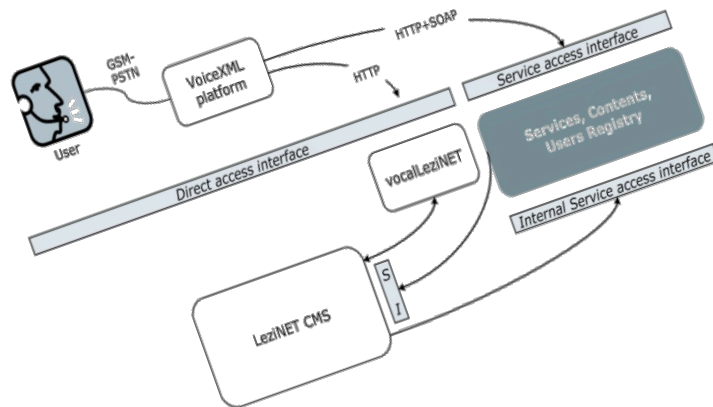 HTTP+SOAP
GSM-
PSTN
VoiceXML
platform
HTTP
Service access interface
User
Services, Contents,
Users Registry
Direct access interface
vocalLeziNET
Internal Service access interface
S
I
LeziNET CMS